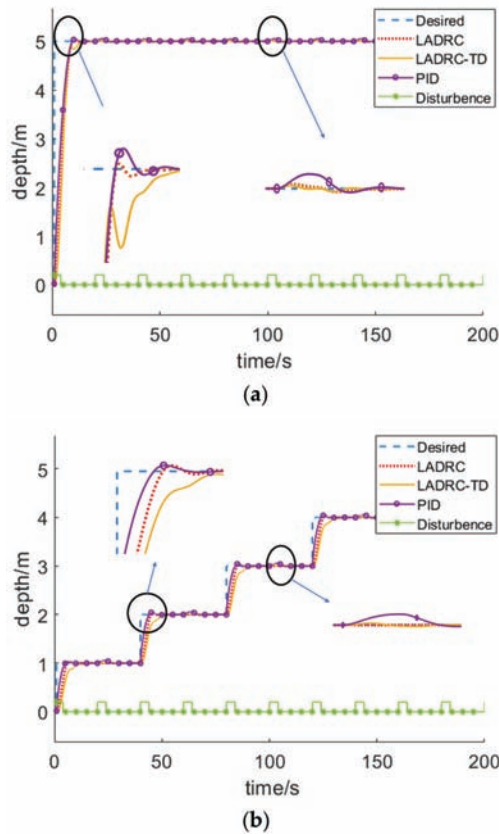 Desired
LADRC
LADRC-TD
PID
Disturbence
depth/m
5
4
3
2
1
0
0 50 100 150 200
time/s
(a)
Desired
LADRC
LADRC-TD
PID
Disturbence
depth/m
5
4
3
2
1
0
0 50 100 150 200
time/s
(b)